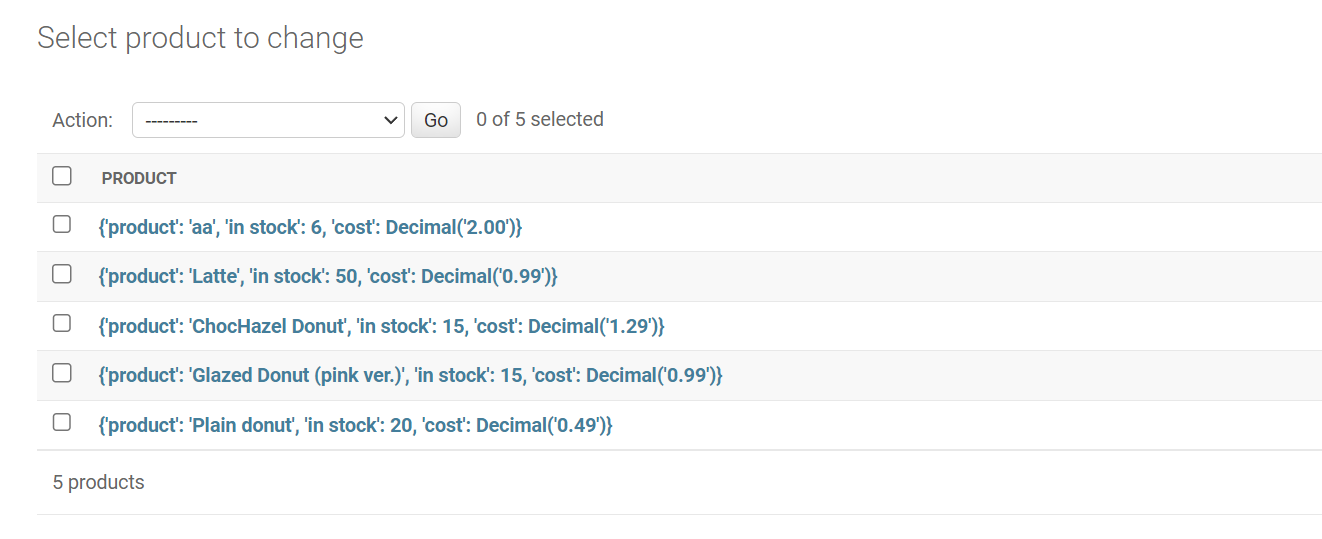 Select product to change
Action: --------- Go 0 of 5 selected
PRODUCT
{'product': 'aa', 'in stock': 6, 'cost': Decimal('2.00')}
{'product': 'Latte', 'in stock': 50, 'cost': Decimal('0.99')}
{'product': 'ChocHazel Donut', 'in stock': 15, 'cost': Decimal('1.29')}
{'product': 'Glazed Donut (pink ver.)', 'in stock': 15, 'cost': Decimal('0.99')}
{'product': 'Plain donut', 'in stock': 20, 'cost': Decimal('0.49')}
5 products